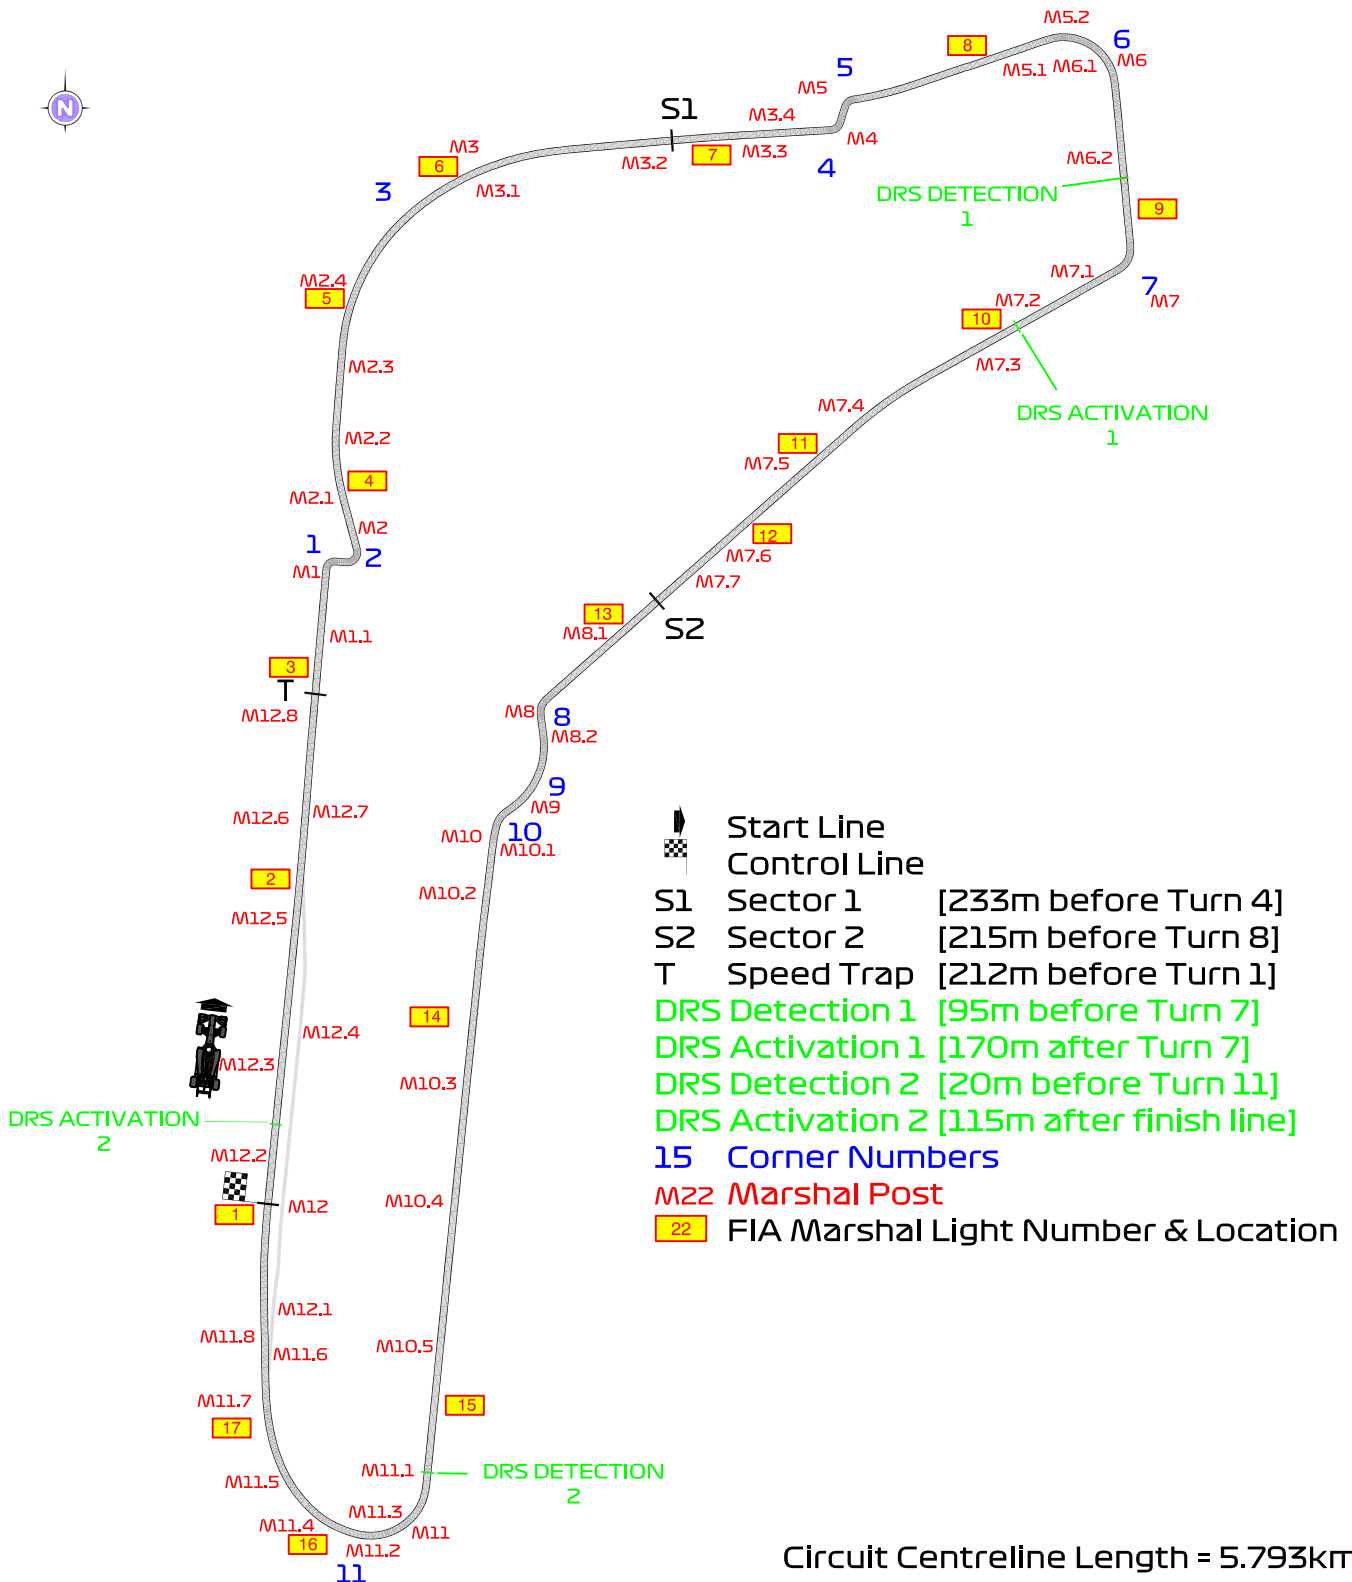 M5.2
6
8
M6
M5.1
M6.1
5
M5
N
S1
M3.4
M4
M3
7
M3.3
M3.2
6
4
M6.2
3
M3.1
DRS DETECTION
1
9
M2.4
5
M7.1
7
M7
M7.2
10
M2.3
M7.3
M7.4
DRS ACTIVATION
1
M2.2
11
M7.5
4
M2.1
M2
12
1
2
M7.6
M1
M7.7
13
S2
M8.1
M1.1
3
T
M12.8
M8
8
M8.2
9
M9
M12.6
M12.7
M10
10
M10.1
2
M10.2
M12.5
14
M12.4
M12.3
M10.3
DRS ACTIVATION
2
M12.2
M10.4
M12
1
M12.1
M11.8
M10.5
M11.6
M11.7
17
15
M11.1
DRS DETECTION
2
M11.5
M11.3
M11.4
M11
16
M11.2
11
Start Line
Control Line
S1 Sector 1 [233m before Turn 4]
S2 Sector 2 [215m before Turn 8]
T Speed Trap [212m before Turn 1]
DRS Detection 1 [95m before Turn 7]
DRS Activation 1 [170m after Turn 7]
DRS Detection 2 [20m before Turn 11]
DRS Activation 2 [115m after finish line]
15 Corner Numbers
M22 Marshal Post
22 FIA Marshal Light Number & Location
Circuit Centreline Length = 5.793km